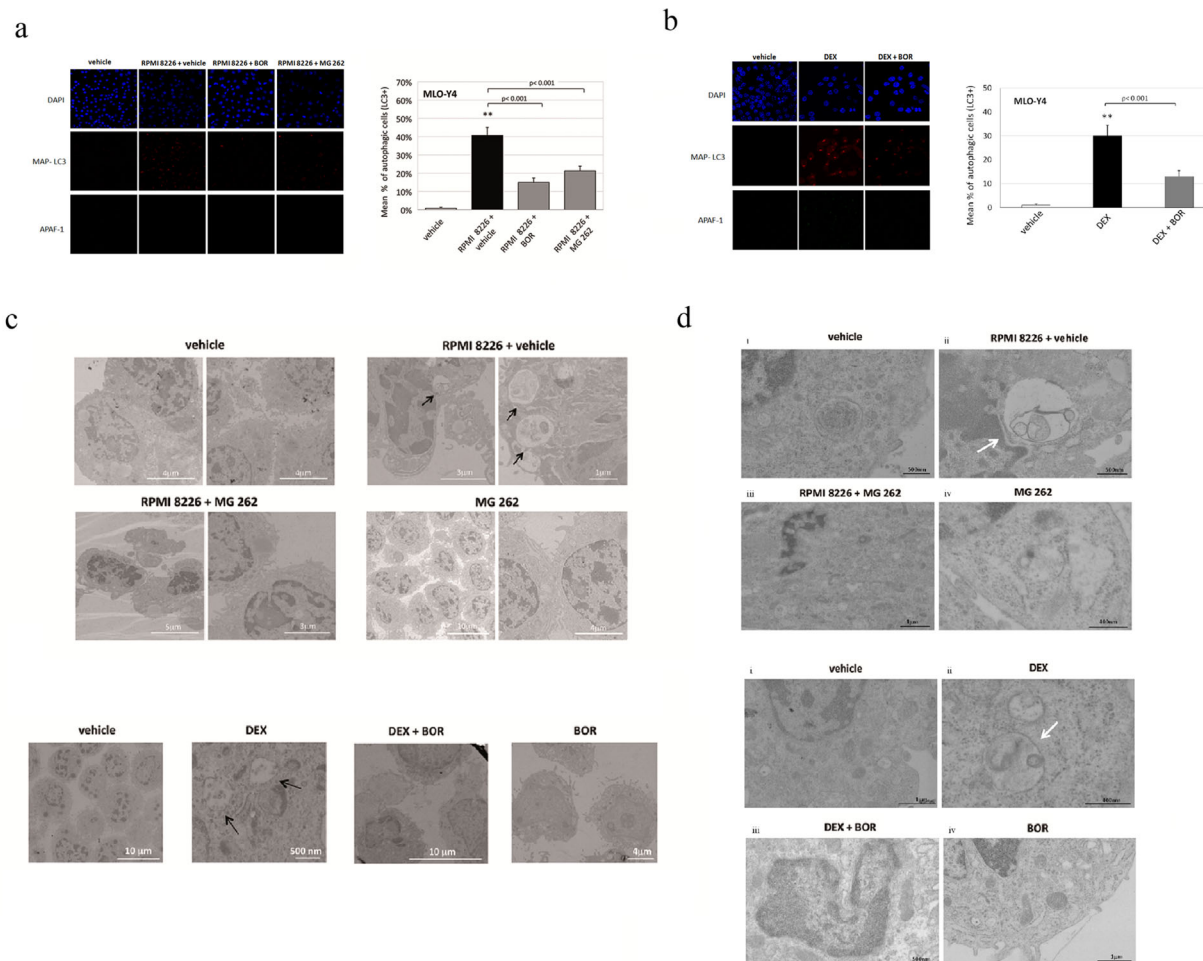 a
vehicle
RPMI 8226 + vehicle
RPMI 8226 + BOR
RPMI 8226 + MG 262
DAPI
MAP- LC3
APAF-1
Mean % of autophagic cells (LC3+)
70%
60%
50%
40%
30%
20%
10%
0%
MLO-Y4
p< 0.001
p< 0.001
**
vehicle
RPMI 8226 +
vehicle
RPMI 8226 +
BOR
RPMI 8226 +
MG 262
b
vehicle
DEX
DEX + BOR
DAPI
MAP- LC3
APAF-1
Mean % of autophagic cells (LC3+)
50
40
30
20
10
0
MLO-Y4
p< 0.001
**
vehicle
DEX
DEX + BOR
c
vehicle
4µm
4µm
RPMI 8226 + vehicle
1µm
RPMI 8226 + MG 262
MG 262
10µm
4µm
vehicle
10 µm
DEX
500 nm
DEX + BOR
10 µm
BOR
4µm
d
i
vehicle
500nm
ii
RPMI 8226 + vehicle
500nm
iii
RPMI 8226 + MG 262
iv
MG 262
400nm
i
vehicle
ii
DEX
400nm
iii
DEX + BOR
500nm
iv
BOR
1µm